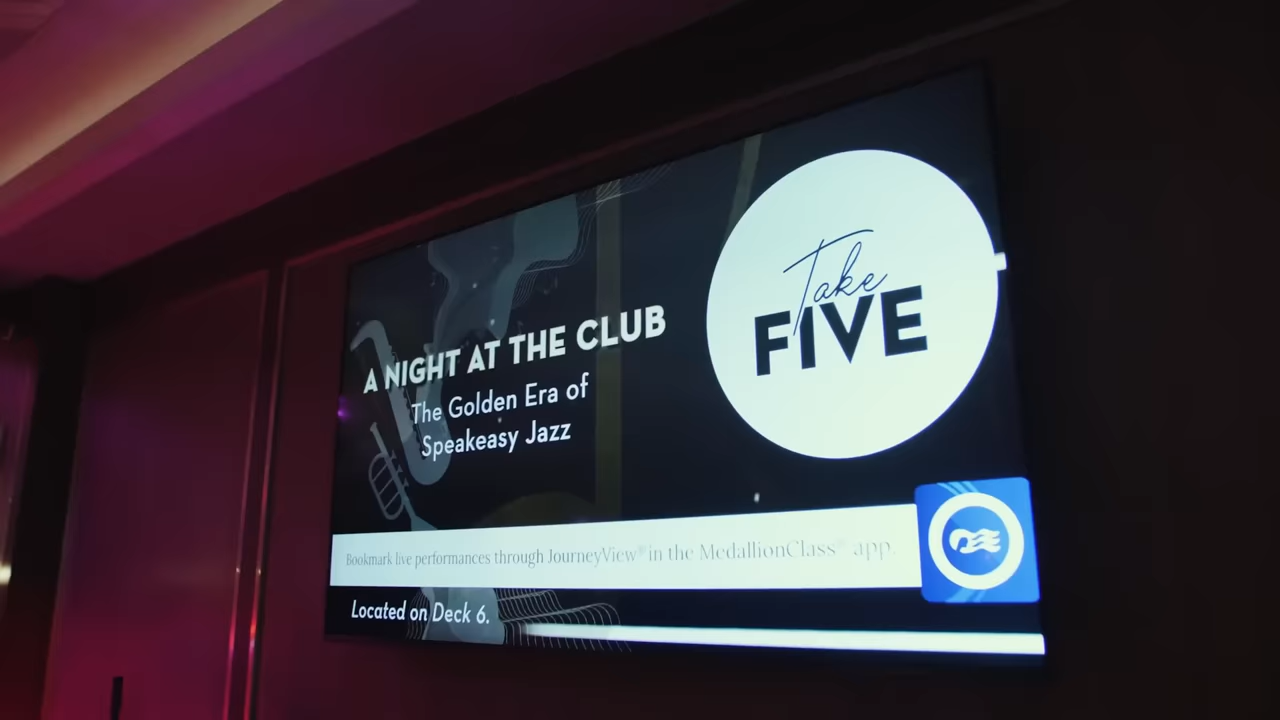 Take
FIVE
A NIGHT AT THE CLUB
The Golden Era of
Speakeasy Jazz
Bookmark live performances through JourneyView® in the MedallionClass® app.
Located on Deck 6.